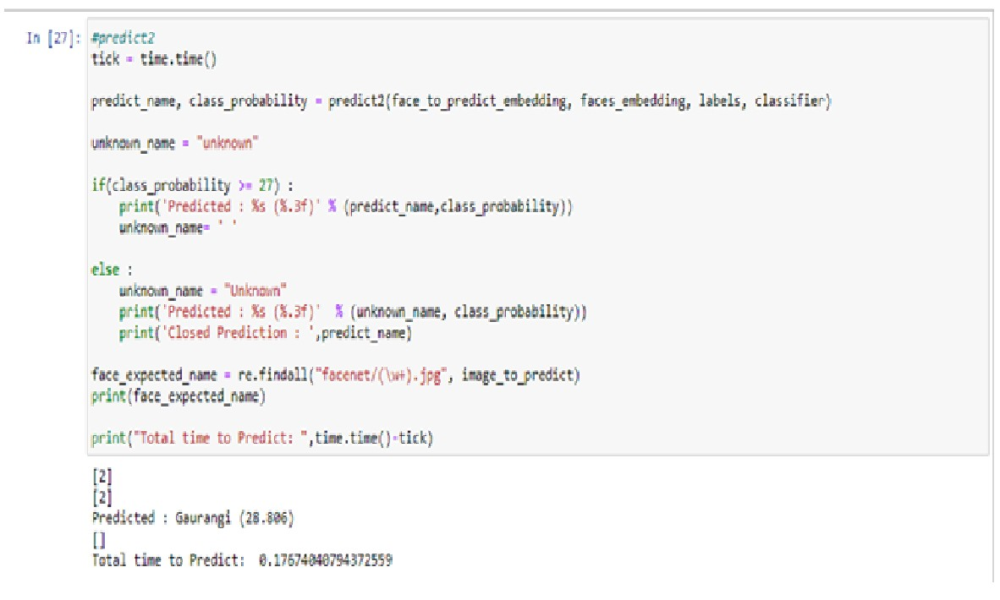 In [27]: #predict2
tick = time.time()
predict_name, class_probability = predict2(face_to_predict_embedding, faces_embedding, labels, classifier)
unknown_name = "unknown"
if(class_probability >= 27) :
print('Predicted : %s (%.3f)' % (predict_name,class_probability))
unknown_name= ' '
else :
unknown_name = "Unknown"
print('Predicted : %s (%.3f)'  % (unknown_name, class_probability))
print('Closed Prediction : ',predict_name)
face_expected_name = re.findall("facenet/(\w+).jpg", image_to_predict)
print(face_expected_name)
print("Total time to Predict: ",time.time()-tick)
[2]
[2]
Predicted : Gaurangi (28.806)
[]
Total time to Predict:  0.17674040794372559